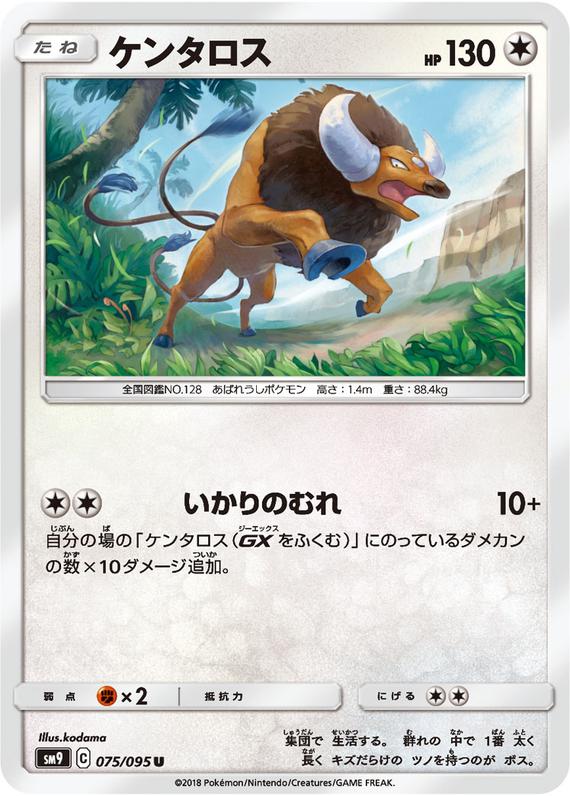 たね ケンタロス HP 130
全国図鑑NO.128 あばれうしポケモン 高さ：1.4m 重さ：88.4kg
いかりのむれ 10+
自分の場の「ケンタロス（GXをふくむ）」にのっているダメカン
の数×10ダメージ追加。
弱点 ×2 抵抗力 にげる
Illus.kodama
SM9 C 075/095 U
集団で 生活する。 群れの 中で 1番 太く
長く キズだらけの ツノを持つのが ボス。
©2018 Pokémon/Nintendo/Creatures/GAME FREAK.